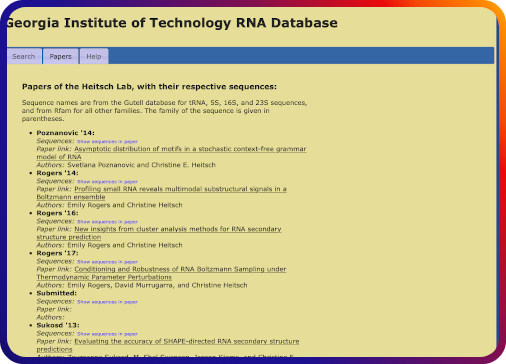 Georgia Institute of Technology RNA Database
Search Papers Help
Papers of the Heitsch Lab, with their respective sequences:
Sequence names are from the Gutell database for tRNA, 5S, 16S, and 23S sequences,
and from Rfam for all other families. The family of the sequence is given in
parentheses.
• Poznanovic '14:
Sequences: Show sequences in paper
Paper link: Asymptotic distribution of motifs in a stochastic context-free grammar
model of RNA
Authors: Svetlana Poznanovic and Christine E. Heitsch
• Rogers '14:
Sequences: Show sequences in paper
Paper link: Profiling small RNA reveals multimodal substructural signals in a
Boltzmann ensemble
Authors: Emily Rogers and Christine Heitsch
• Rogers '16:
Sequences: Show sequences in paper
Paper link: New insights from cluster analysis methods for RNA secondary
structure prediction
Authors: Emily Rogers and Christine Heitsch
• Rogers '17:
Sequences: Show sequences in paper
Paper link: Conditioning and Robustness of RNA Boltzmann Sampling under
Thermodynamic Parameter Perturbations
Authors: Emily Rogers, David Murrugarra, and Christine Heitsch
• Submitted:
Sequences: Show sequences in paper
Paper link:
Authors:
• Sukosd '13:
Sequences: Show sequences in paper
Paper link: Evaluating the accuracy of SHAPE-directed RNA secondary structure
predictions